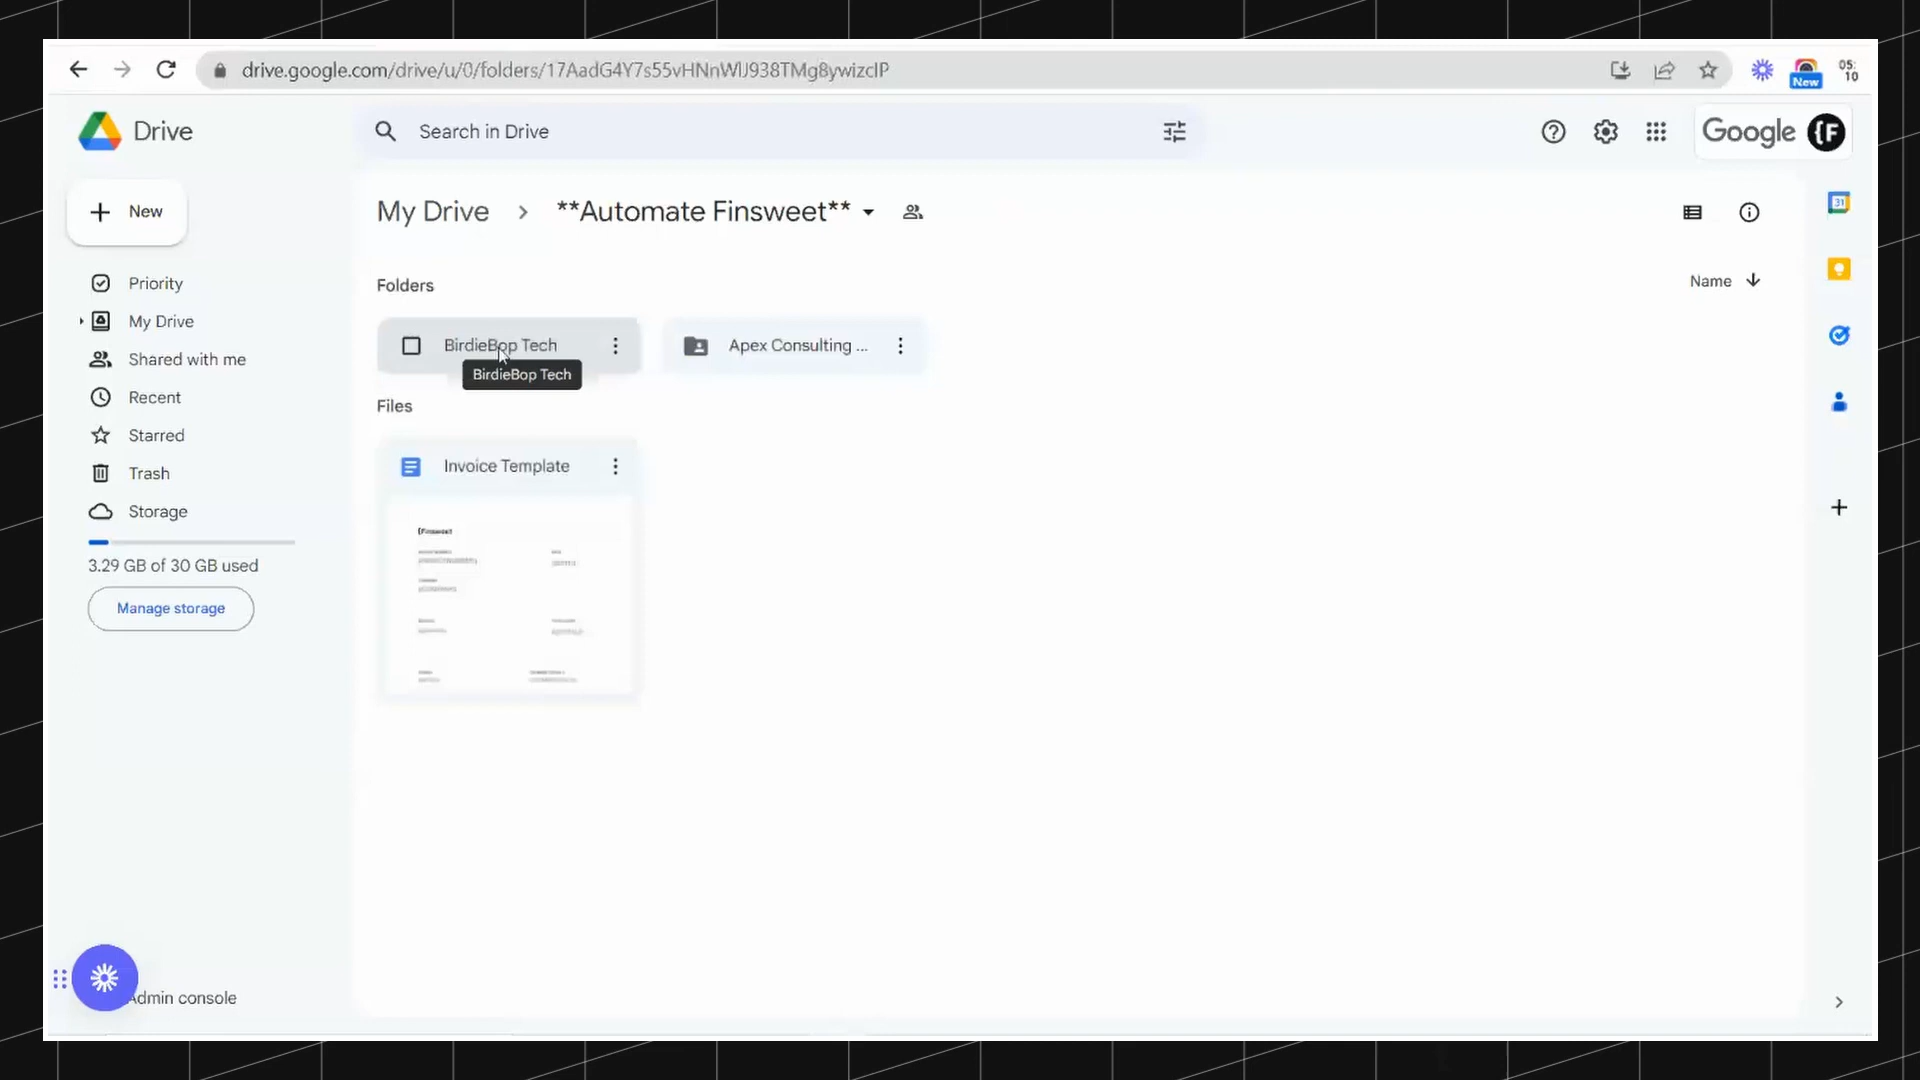 drive.google.com/drive/u/0/folders/17AadG4Y7s55vHNnWlJ938TMg8ywizclP
New
05:
10
Drive
Search in Drive
Google
{F
New
My Drive
**Automate Finsweet**
31
Priority
My Drive
Shared with me
Recent
Starred
Trash
Storage
3.29 GB of 30 GB used
Manage storage
Admin console
Folders
Name
BirdieBop Tech
Apex Consulting ...
BirdieBop Tech
Files
Invoice Template
{Finsweet